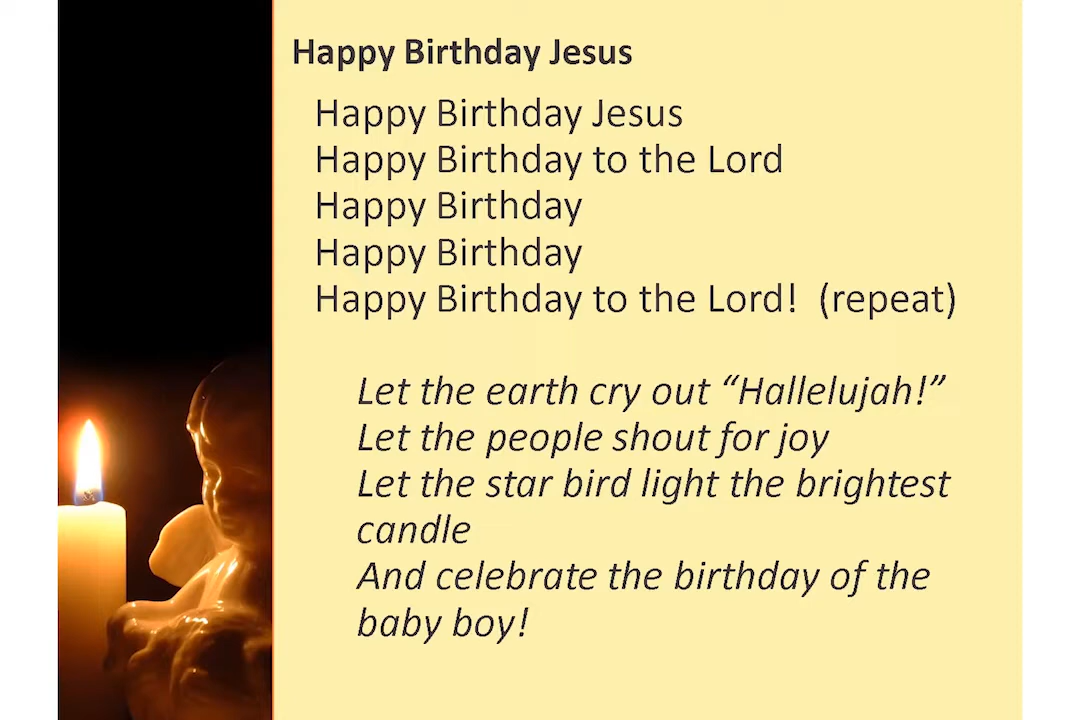 Happy Birthday Jesus
Happy Birthday Jesus
Happy Birthday to the Lord
Happy Birthday
Happy Birthday
Happy Birthday to the Lord!  (repeat)
Let the earth cry out “Hallelujah!”
Let the people shout for joy
Let the star bird light the brightest
candle
And celebrate the birthday of the
baby boy!